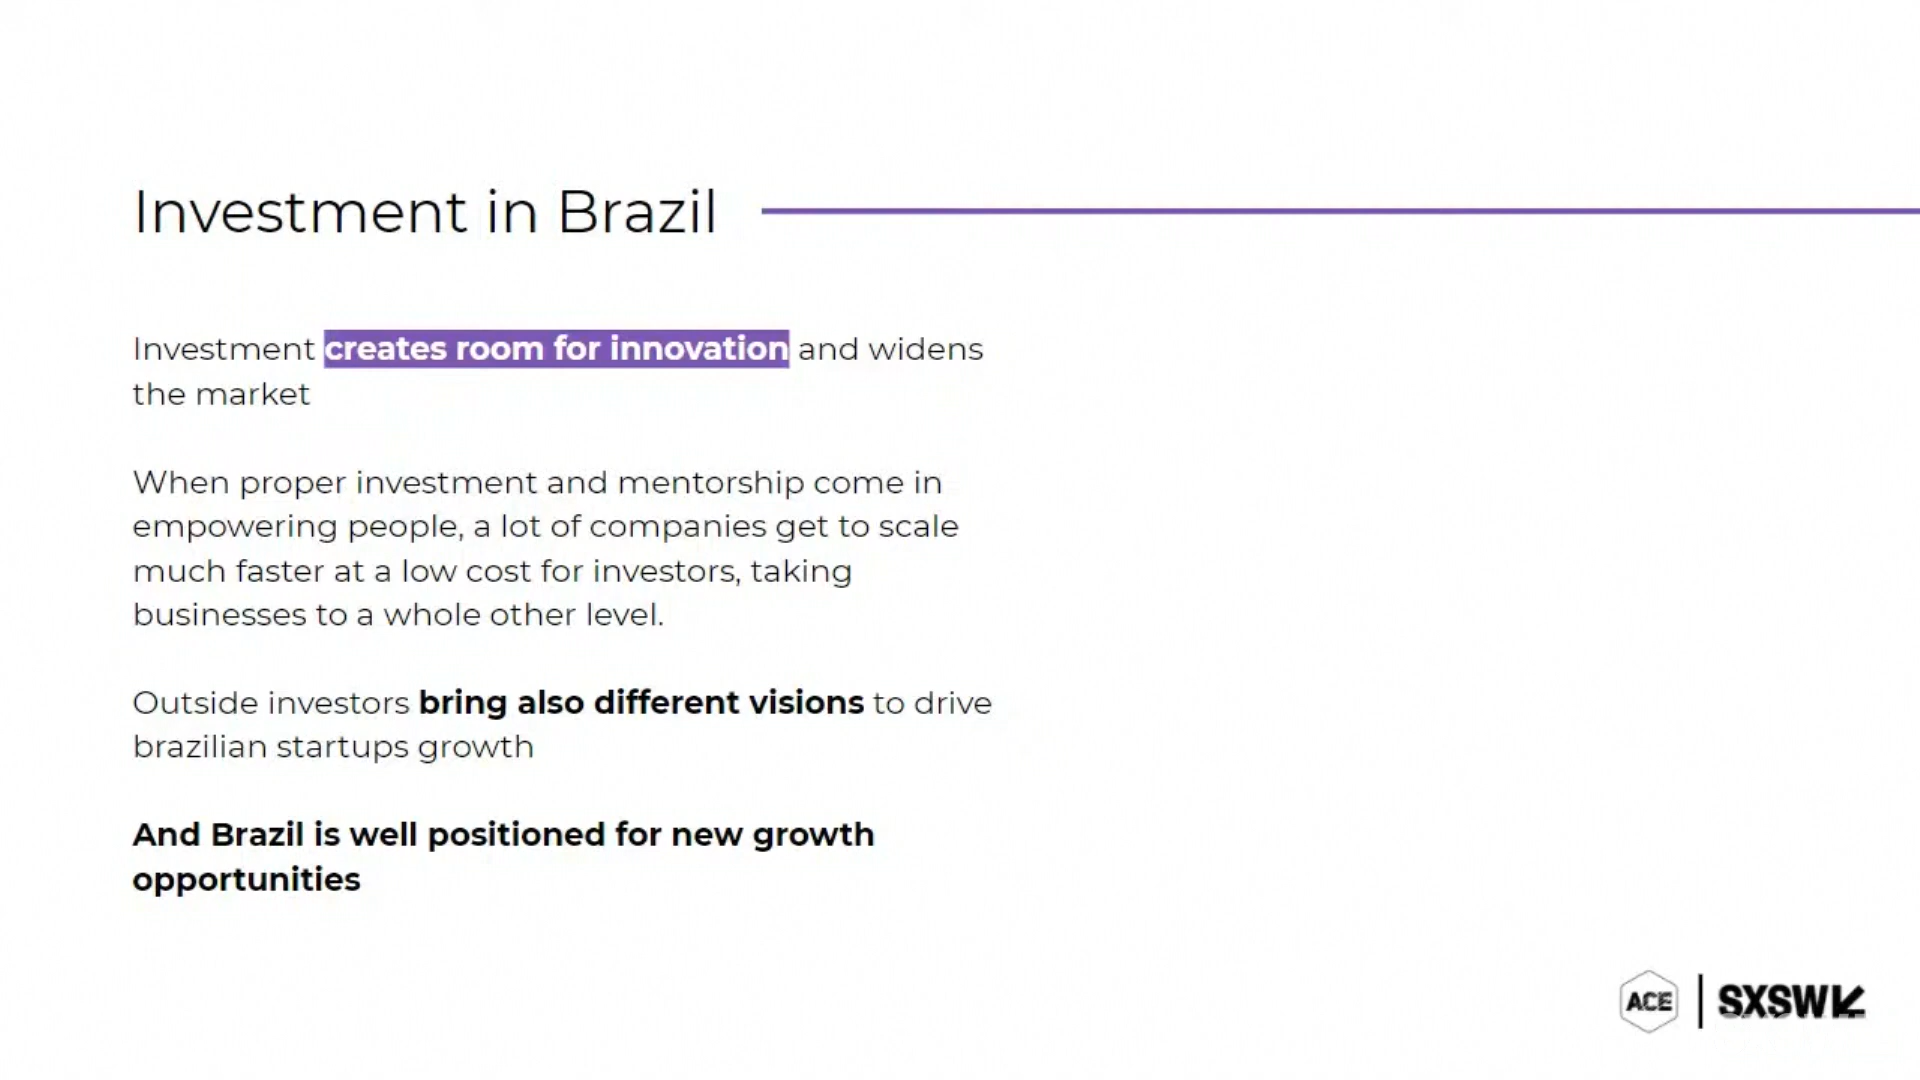 Investment in Brazil
Investment creates room for innovation and widens
the market
When proper investment and mentorship come in
empowering people, a lot of companies get to scale
much faster at a low cost for investors, taking
businesses to a whole other level.
Outside investors bring also different visions to drive
brazilian startups growth
And Brazil is well positioned for new growth
opportunities
ACE | SXSW